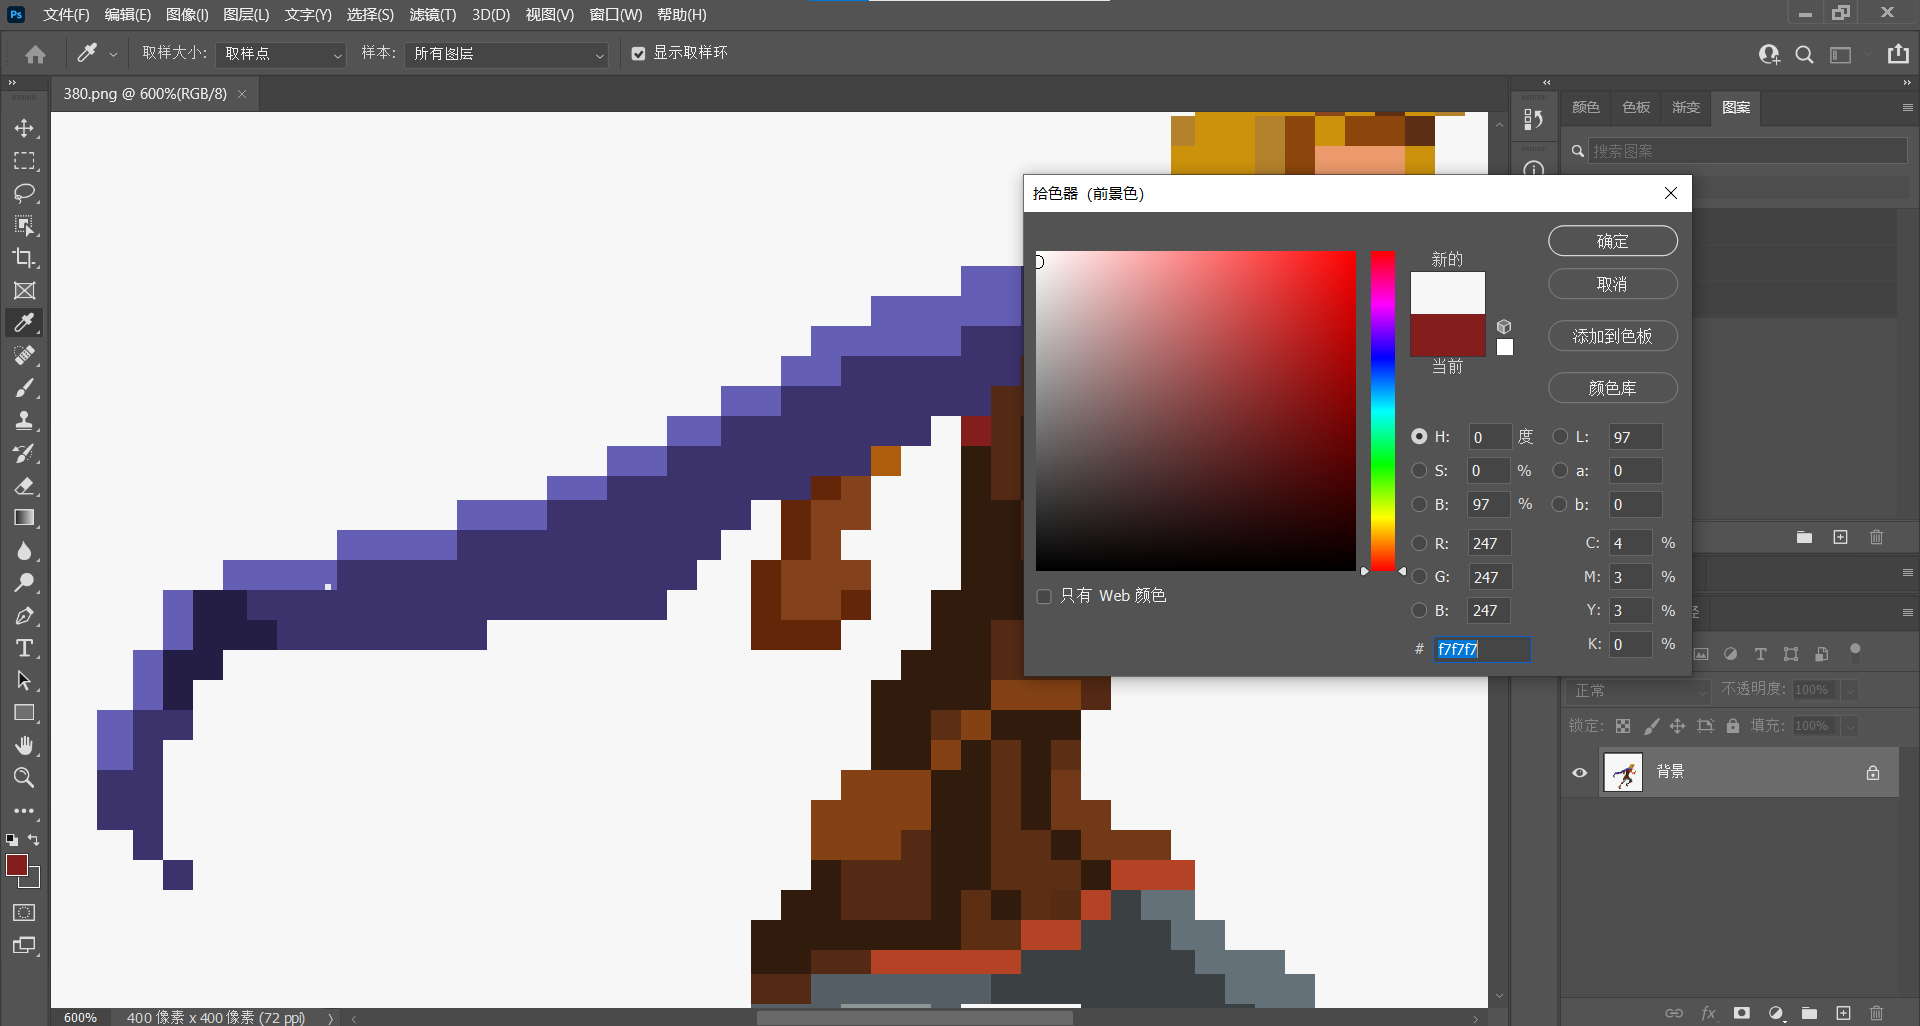 Ps 文件(F) 编辑(E) 图像(I) 图层(L) 文字(Y) 选择(S) 滤镜(T) 3D(D) 视图(V) 窗口(W) 帮助(H)
取样大小: 取样点 样本: 所有图层 显示取样环
380.png @ 600%(RGB/8)
颜色 色板 渐变 图案
搜索图案
拾色器 (前景色)
确定
新的
取消
添加到色板
当前
颜色库
H: 0 度 L: 97
S: 0 % a: 0
B: 97 % b: 0
R: 247 C: 4 %
G: 247 M: 3 %
只有 Web 颜色
B: 247 Y: 3 %
# f7f7f7 K: 0 %
正常 不透明度: 100%
锁定: 填充: 100%
背景
fx
600% 400 像素 x 400 像素 (72 ppi)